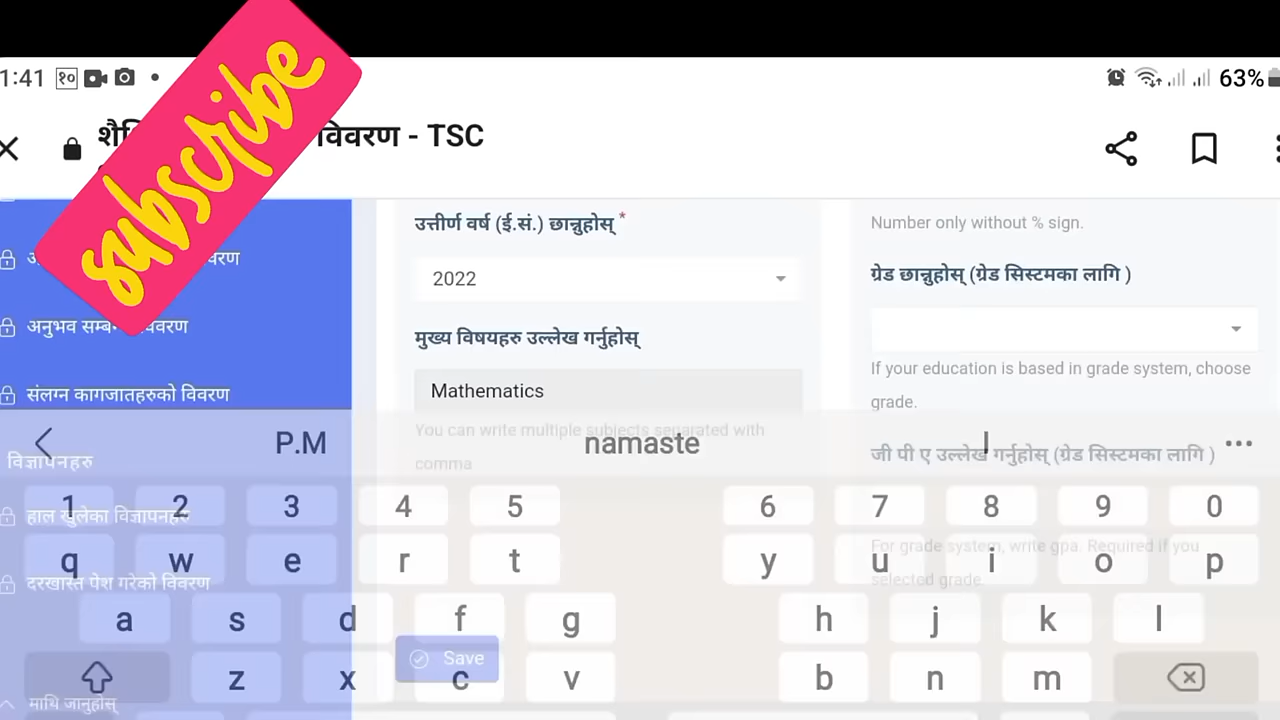 1:41 १० 63%
subscribe
शै विवरण - TSC
उत्तीर्ण वर्ष (ई.सं.) छान्नुहोस् *
2022
मुख्य विषयहरु उल्लेख गर्नुहोस्
Mathematics
You can write multiple subjects separated with
comma
Number only without % sign.
ग्रेड छान्नुहोस् (ग्रेड सिस्टमका लागि )
If your education is based in grade system, choose
grade.
जी पी ए उल्लेख गर्नुहोस् (ग्रेड सिस्टमका लागि )
For grade system, write gpa. Required if you
selected grade.
वरण
अनुभव सम्बन विवरण
संलग्न कागजातहरुको विवरण
विज्ञापनहरु
हाल खुलेका विज्ञापनहरु
दरखास्त पेश गरेको विवरण
माथि जानुहोस्
Save
P.M namaste I
1 2 3 4 5 6 7 8 9 0
q w e r t y u i o p
a s d f g h j k l
z x c v b n m